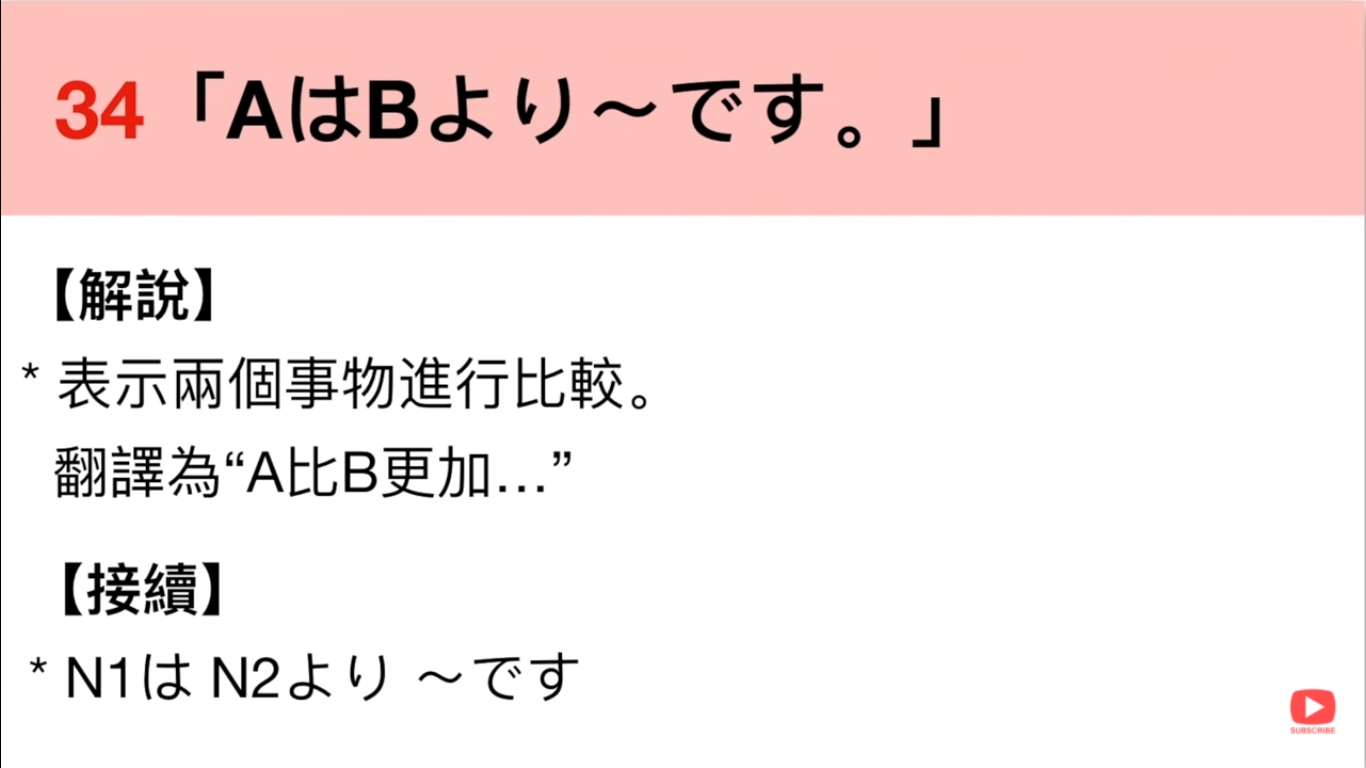 34「AはBより～です。」
【解說】
* 表示兩個事物進行比較。
翻譯為“A比B更加…”
【接續】
* N1は N2より ～です
SUBSCRIBE